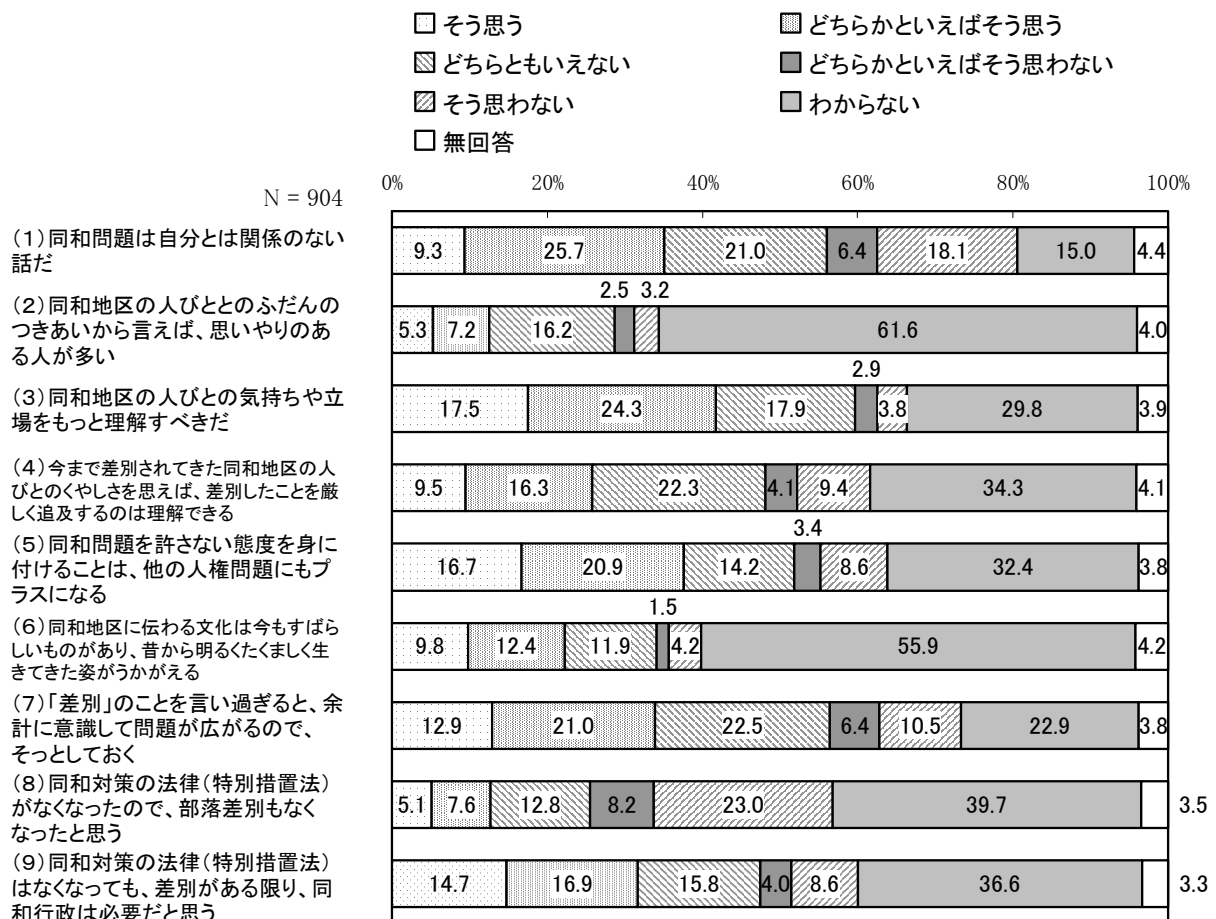 そう思う
どちらかといえばそう思う
どちらともいえない
どちらかといえばそう思わない
そう思わない
わからない
無回答
N = 904
0%
20%
40%
60%
80%
100%
(1)同和問題は自分とは関係のない
話だ
9.3
25.7
21.0
6.4
18.1
15.0
4.4
(2)同和地区の人びととのふだんの
つきあいから言えば、思いやりのあ
る人が多い
2.5
3.2
5.3
7.2
16.2
61.6
4.0
(3)同和地区の人びとの気持ちや立
場をもっと理解すべきだ
2.9
17.5
24.3
17.9
3.8
29.8
3.9
(4)今まで差別されてきた同和地区の人
びとのくやしさを思えば、差別したことを厳
しく追及するのは理解できる
9.5
16.3
22.3
4.1
9.4
34.3
4.1
(5)同和問題を許さない態度を身に
付けることは、他の人権問題にもプ
ラスになる
3.4
16.7
20.9
14.2
8.6
32.4
3.8
(6)同和地区に伝わる文化は今もすばら
しいものがあり、昔から明るくたくましく生
きてきた姿がうかがえる
1.5
9.8
12.4
11.9
4.2
55.9
4.2
(7)「差別」のことを言い過ぎると、余
計に意識して問題が広がるので、
そっとしておく
12.9
21.0
22.5
6.4
10.5
22.9
3.8
(8)同和対策の法律(特別措置法)
がなくなったので、部落差別もなく
なったと思う
5.1
7.6
12.8
8.2
23.0
39.7
3.5
(9)同和対策の法律(特別措置法)
はなくなっても、差別がある限り、同
和行政は必要だと思う
14.7
16.9
15.8
4.0
8.6
36.6
3.3